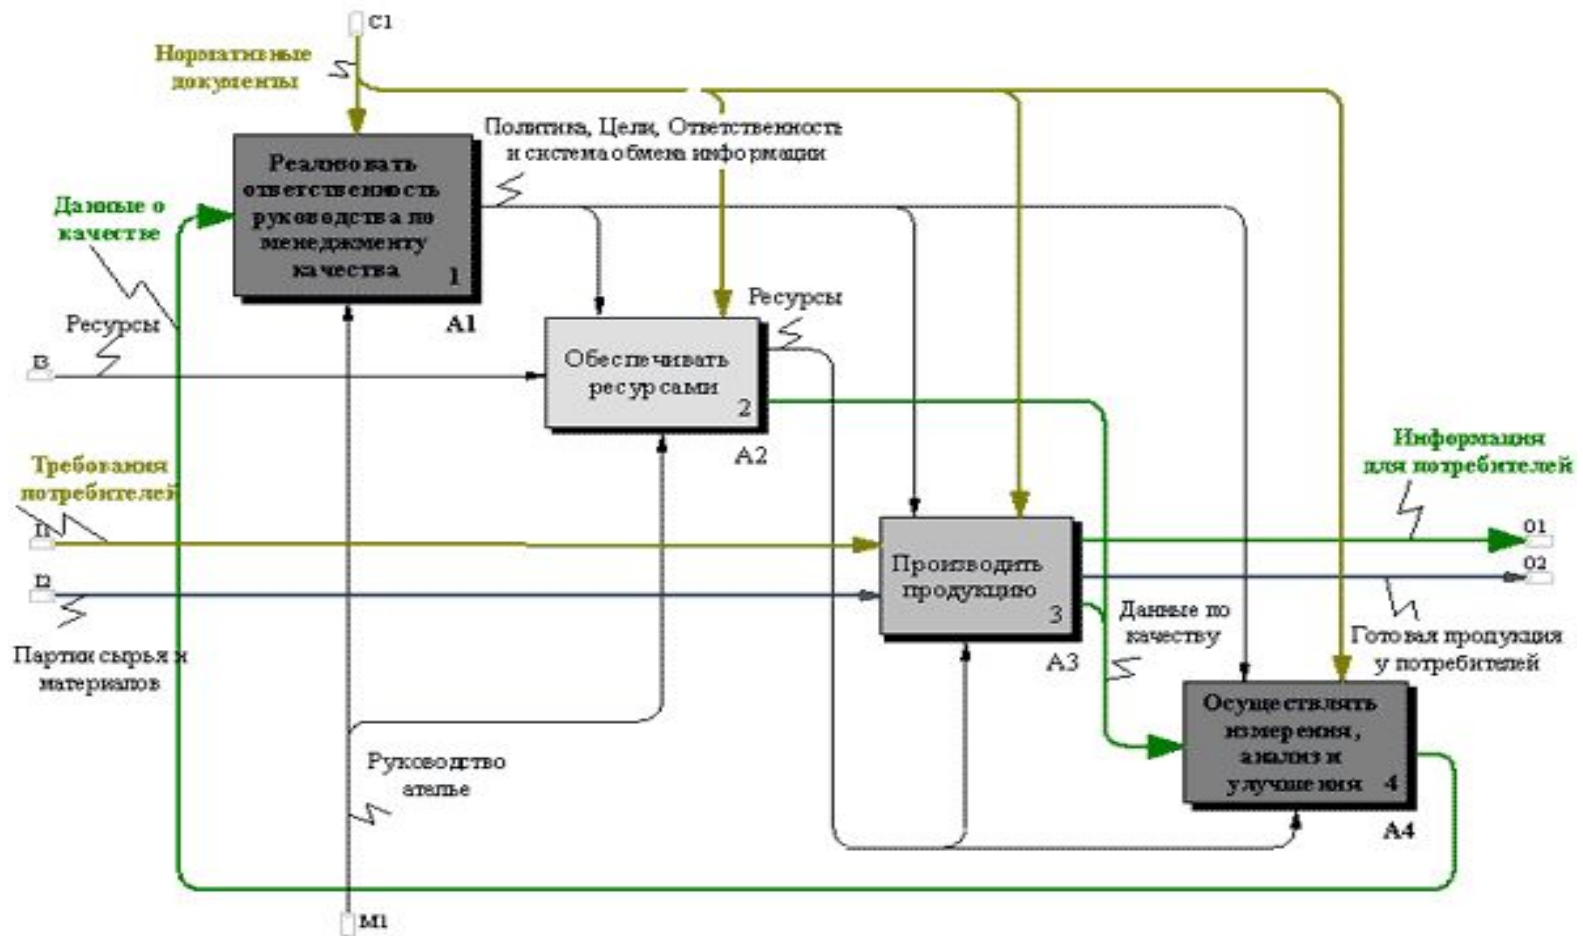 C1
Нормативные
документы
Политика, Цели, Ответственность
и система обмена информации
Реализовать
ответственность
руководства по
менеджменту
качества
1
A1
Данные о
качестве
Ресурсы
I3
Ресурсы
Обеспечивать
ресурсами
2
A2
Требования
потребителей
I1
I2
Партии сырья и
материалов
Информация
для потребителей
O1
O2
Производить
продукцию
3
A3
Данные по
качеству
Готовая продукция
у потребителей
Осуществлять
измерения,
анализ и
улучшения
4
A4
Руководство
ателье
M1